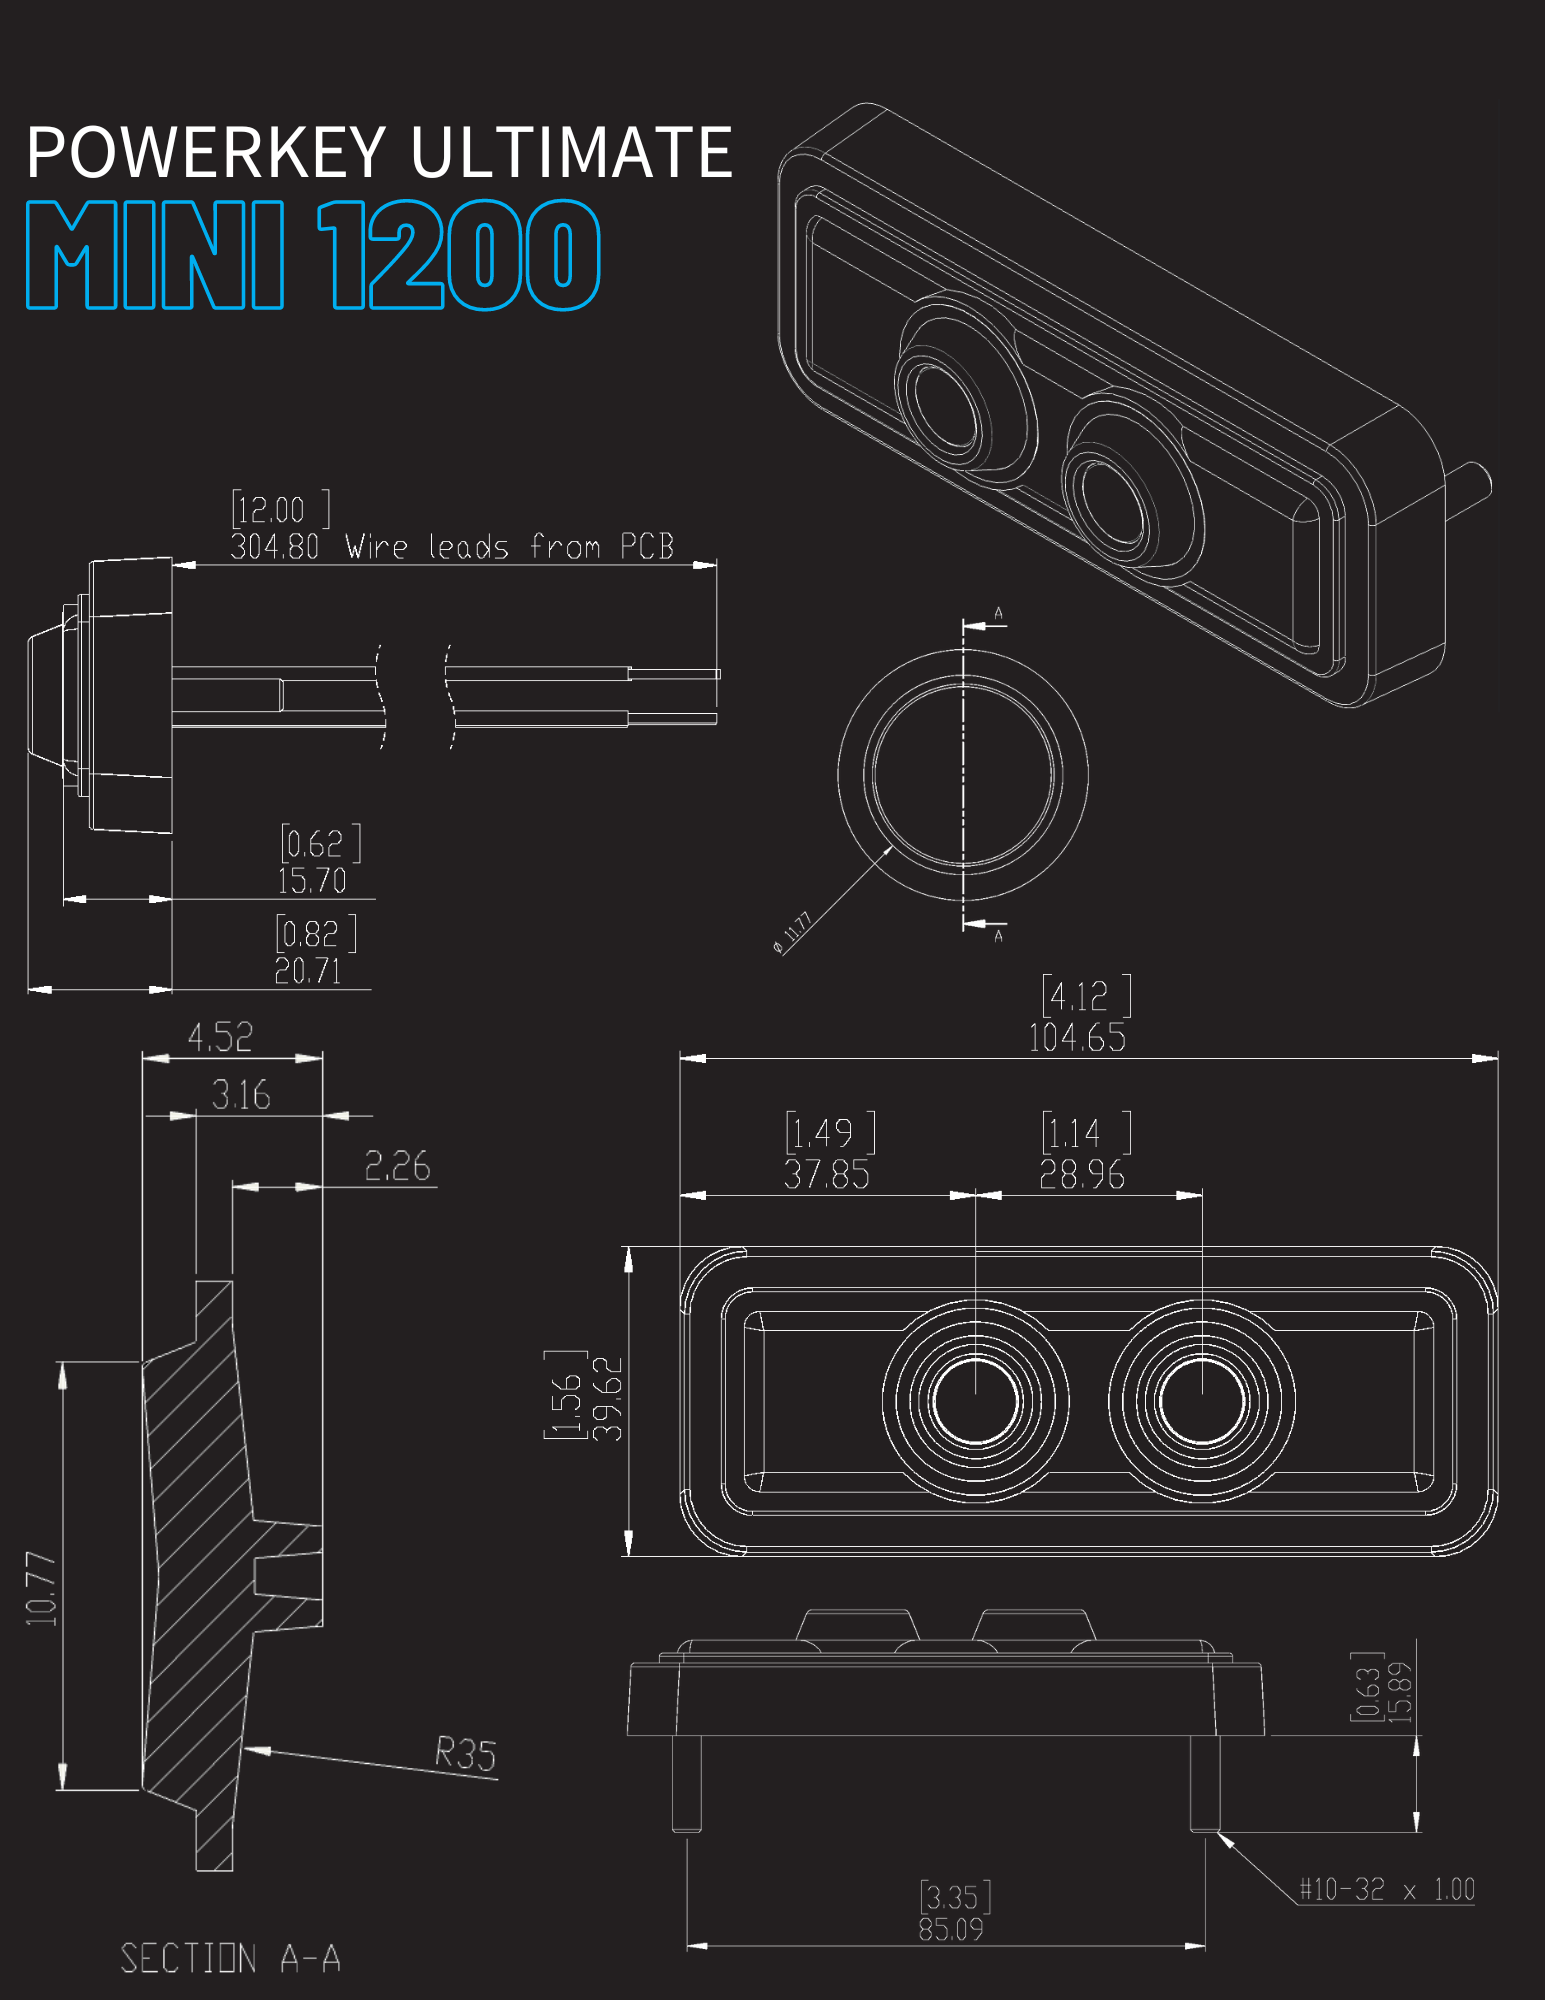 POWERKEY ULTIMATE
MINI 1200
[12.00 ]
304.80 Wire leads from PCB
[0.62 ]
15.70
[0.82 ]
20.71
A
A
Ø 11.77
4.52
3.16
2.26
10.77
R35
SECTION A-A
[4.12 ]
104.65
[1.49 ]
37.85
[1.14 ]
28.96
[1.56 ]
39.62
[0.63 ]
15.89
#10-32 x 1.00
[3.35]
85.09